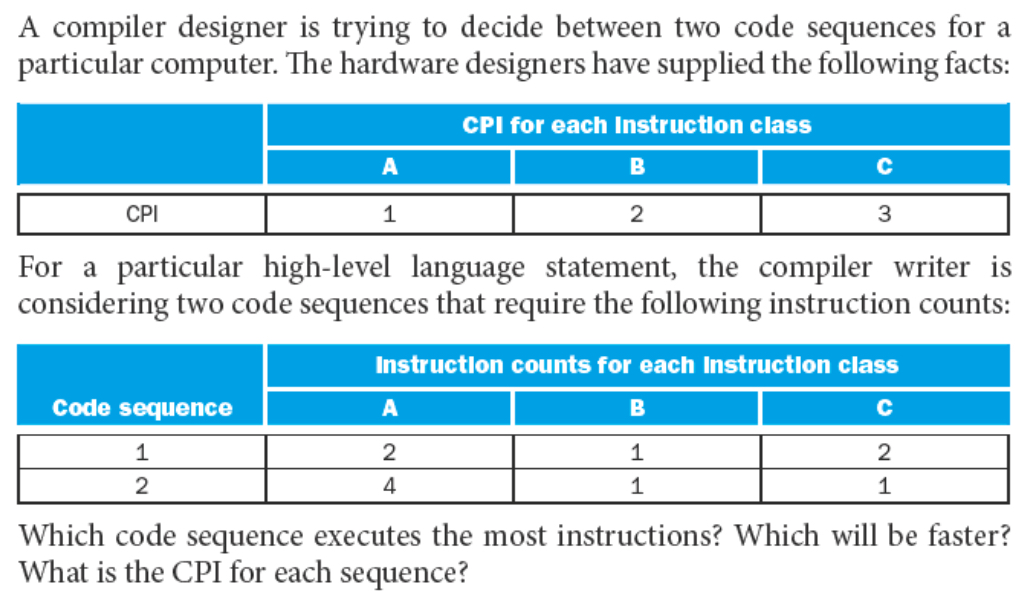 A compiler designer is trying to decide between two code sequences for a
particular computer. The hardware designers have supplied the following facts:
CPI for each instruction class
A B C
CPI 1 2 3
For a particular high-level language statement, the compiler writer is
considering two code sequences that require the following instruction counts:
Instruction counts for each instruction class
Code sequence A B C
1 2 1 2
2 4 1 1
Which code sequence executes the most instructions? Which will be faster?
What is the CPI for each sequence?